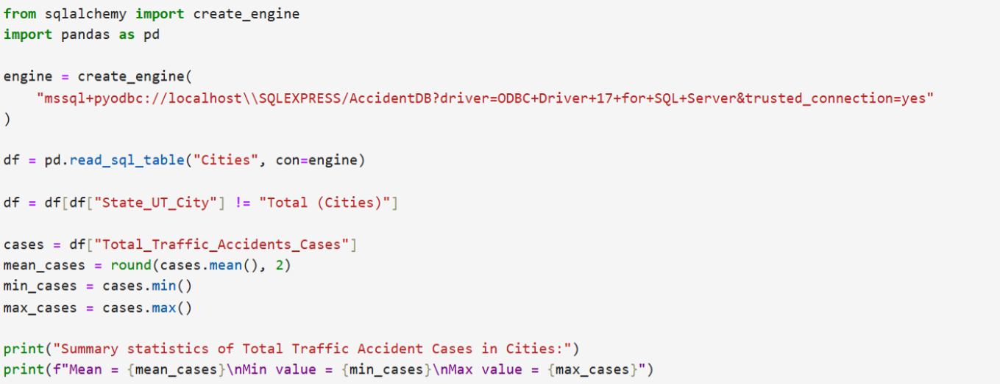 from sqlalchemy import create_engine
import pandas as pd
engine = create_engine(
    "mssql+pyodbc://localhost\\SQLEXPRESS/AccidentDB?driver=ODBC+Driver+17+for+SQL+Server&trusted_connection=yes"
)
df = pd.read_sql_table("Cities", con=engine)
df = df[df["State_UT_City"] != "Total (Cities)"]
cases = df["Total_Traffic_Accidents_Cases"]
mean_cases = round(cases.mean(), 2)
min_cases = cases.min()
max_cases = cases.max()
print("Summary statistics of Total Traffic Accident Cases in Cities:")
print(f"Mean = {mean_cases}\nMin value = {min_cases}\nMax value = {max_cases}")